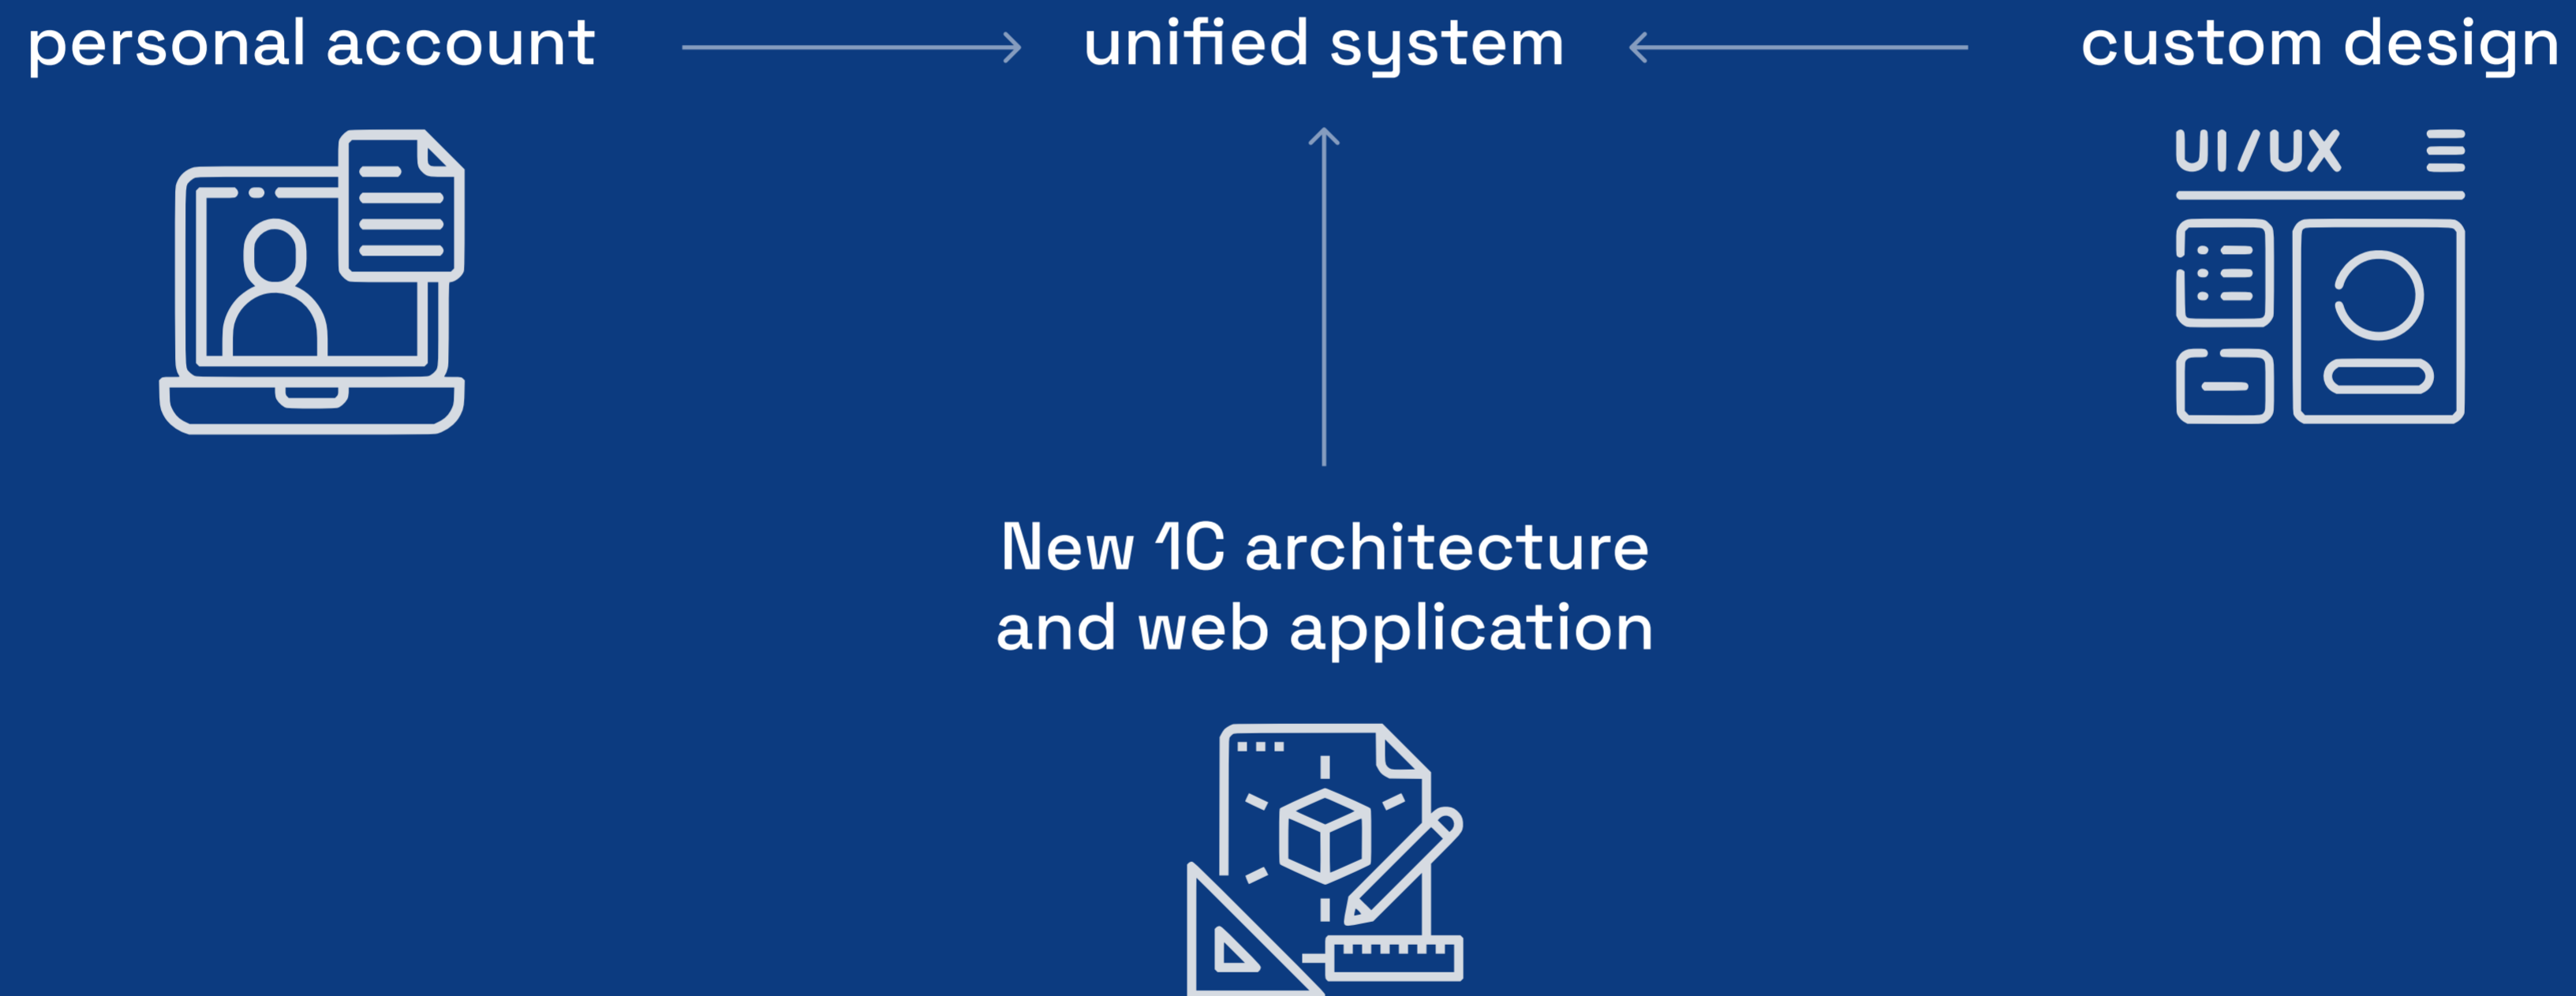 personal account
unified system
custom design
UI/UX
New 1C architecture
and web application